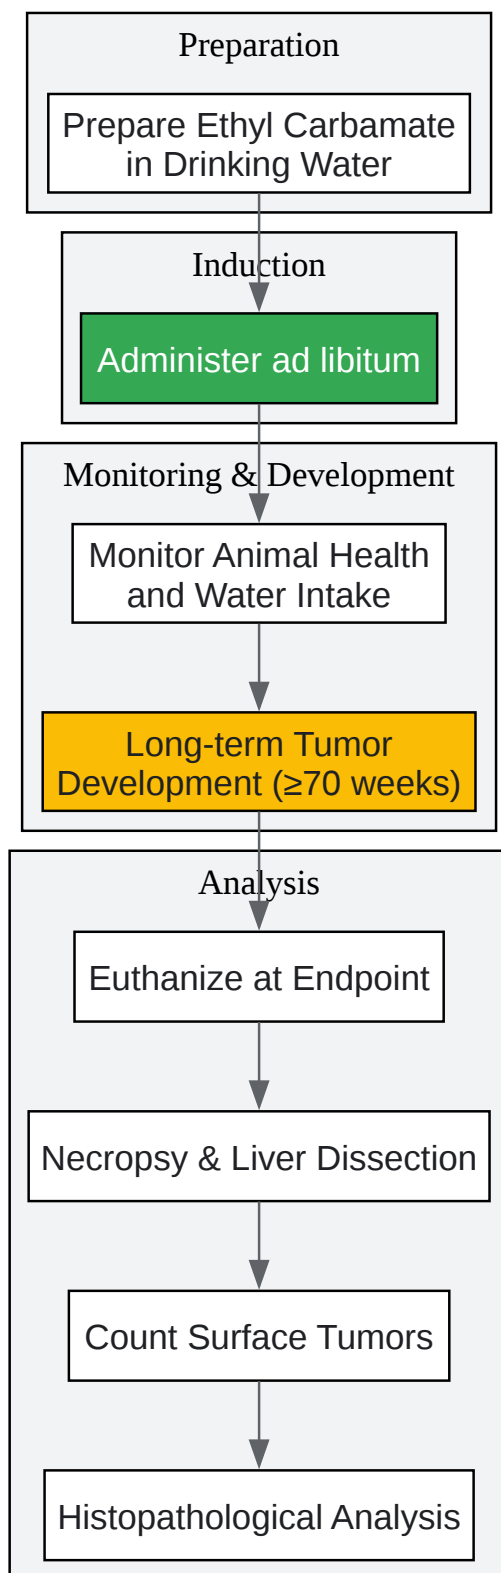 Preparation
Prepare Ethyl Carbamate
in Drinking Water
Induction
Administer ad libitum
Monitoring & Development
Monitor Animal Health
and Water Intake
Long-term Tumor
Development (≥70 weeks)
Analysis
Euthanize at Endpoint
Necropsy & Liver Dissection
Count Surface Tumors
Histopathological Analysis